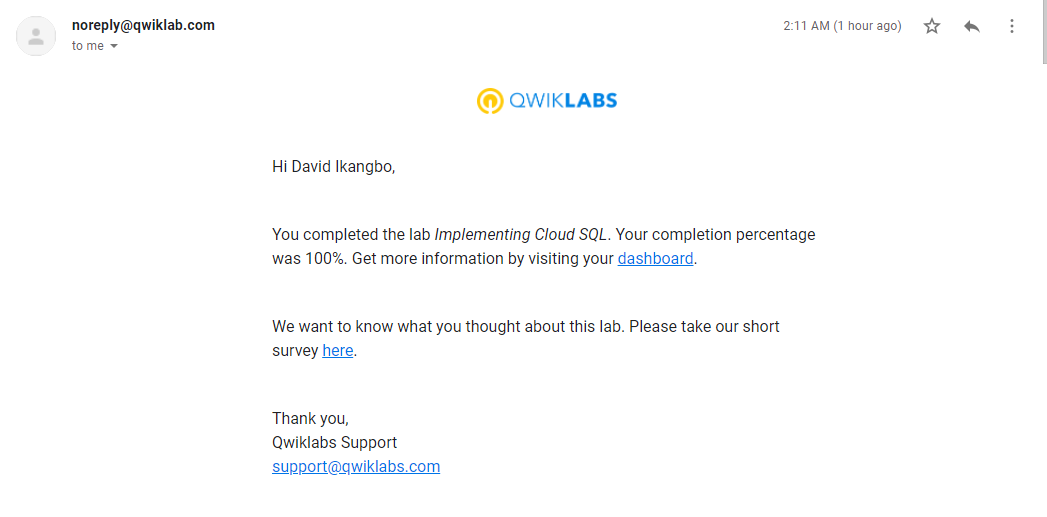 noreply@qwiklab.com
2:11 AM (1 hour ago)
to me
QWIKLABS
Hi David Ikangbo,
You completed the lab Implementing Cloud SQL. Your completion percentage
was 100%. Get more information by visiting your dashboard.
We want to know what you thought about this lab. Please take our short
survey here.
Thank you,
Qwiklabs Support
support@qwiklabs.com